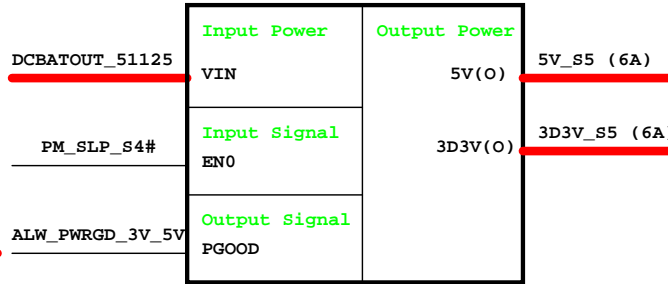 Input Power Output Power
DCBATOUT_51125 5V_S5 (6A)
VIN 5V(O)
Input Signal 3D3V_S5 (6A)
PM_SLP_S4# 3D3V(O)
EN0
Output Signal
ALW_PWRGD_3V_5V
PGOOD